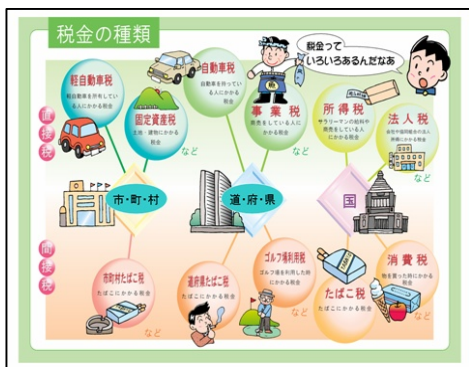 税金の種類
税金って
いろいろあるんだなあ
直接税
軽自動車税
軽自動車を所有してい
る人にかかる税金
固定資産税
土地・建物にかかる
税金
など
自動車税
自動車を持ってい
る人にかかる税金
事業税
商売をしている人に
かかる税金
など
所得税
サラリーマンの給料や
商売をしている人に
かかる税金
法人税
会社や協同組合の法人
所得にかかる税金
など
市・町・村
道・府・県
国
間接税
市町村たばこ税
たばこにかかる税金
など
道府県たばこ税
たばこにかかる税金
ゴルフ場利用税
ゴルフ場を利用した時
にかかる税金
など
たばこ税
たばこにかかる税金
消費税
物を買った時にかかる
税金
など